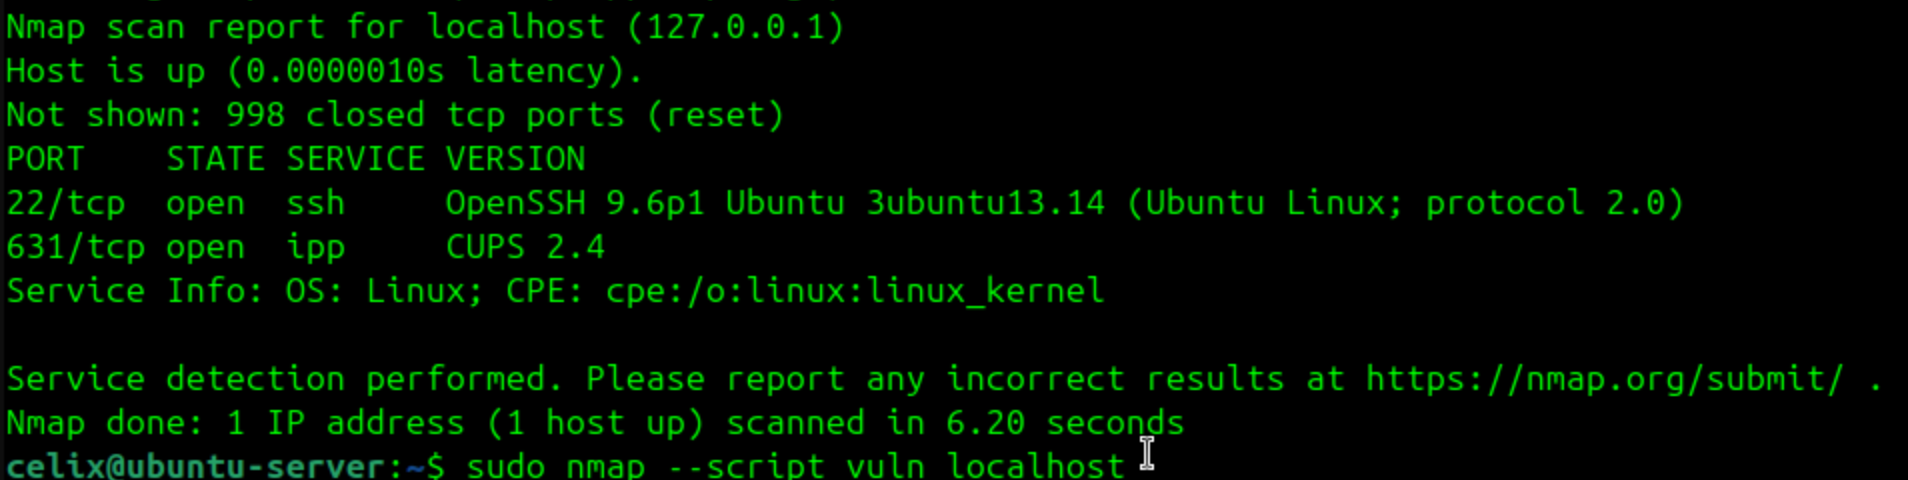 Nmap scan report for localhost (127.0.0.1)
Host is up (0.0000010s latency).
Not shown: 998 closed tcp ports (reset)
PORT    STATE SERVICE VERSION
22/tcp  open  ssh     OpenSSH 9.6p1 Ubuntu 3ubuntu13.14 (Ubuntu Linux; protocol 2.0)
631/tcp open  ipp     CUPS 2.4
Service Info: OS: Linux; CPE: cpe:/o:linux:linux_kernel
Service detection performed. Please report any incorrect results at https://nmap.org/submit/ .
Nmap done: 1 IP address (1 host up) scanned in 6.20 seconds
celix@ubuntu-server:~$ sudo nmap --script vuln localhost